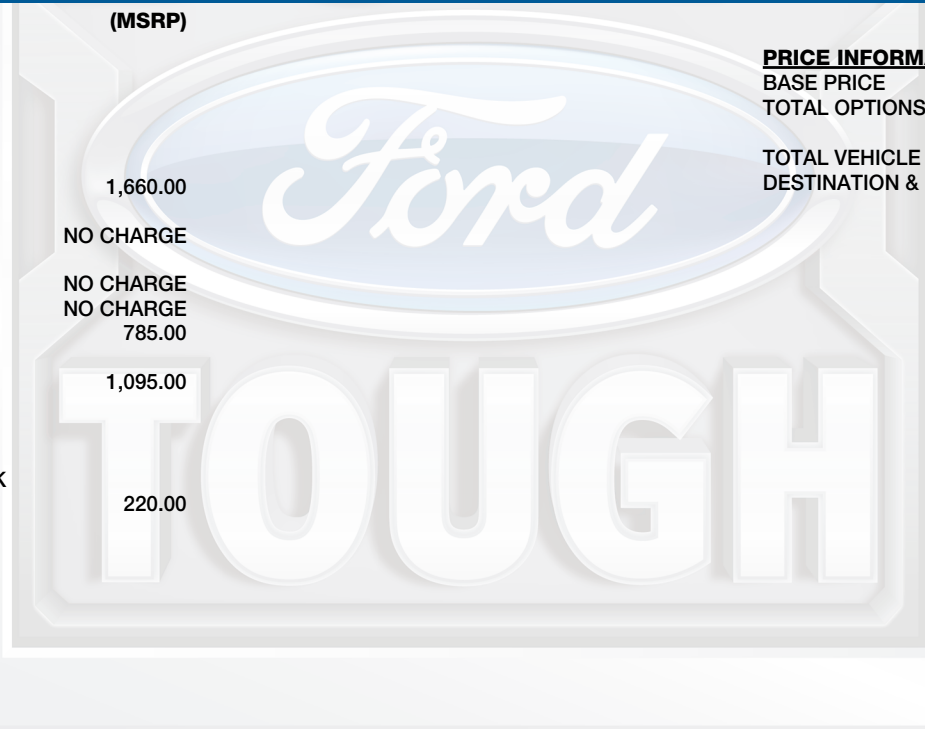 (MSRP)
1,660.00
NO CHARGE
NO CHARGE
NO CHARGE
785.00
1,095.00
K
220.00
PRICE INFORMA
BASE PRICE
TOTAL OPTIONS
TOTAL VEHICLE
DESTINATION &
Ford
TOUGH